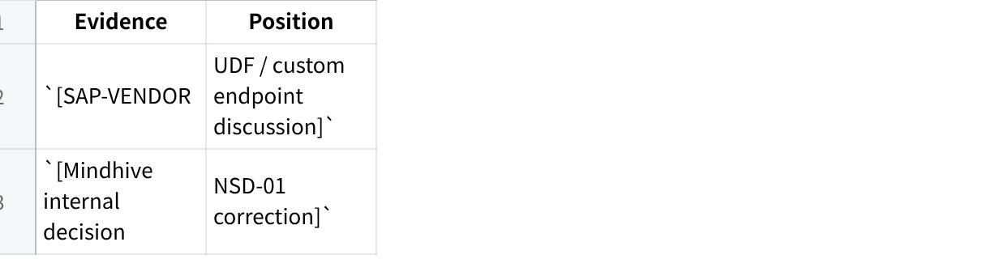 1
Evidence
Position
2
`[SAP-VENDOR
UDF / custom
endpoint
discussion]`
3
`[Mindhive
internal
decision
NSD-01
correction]`